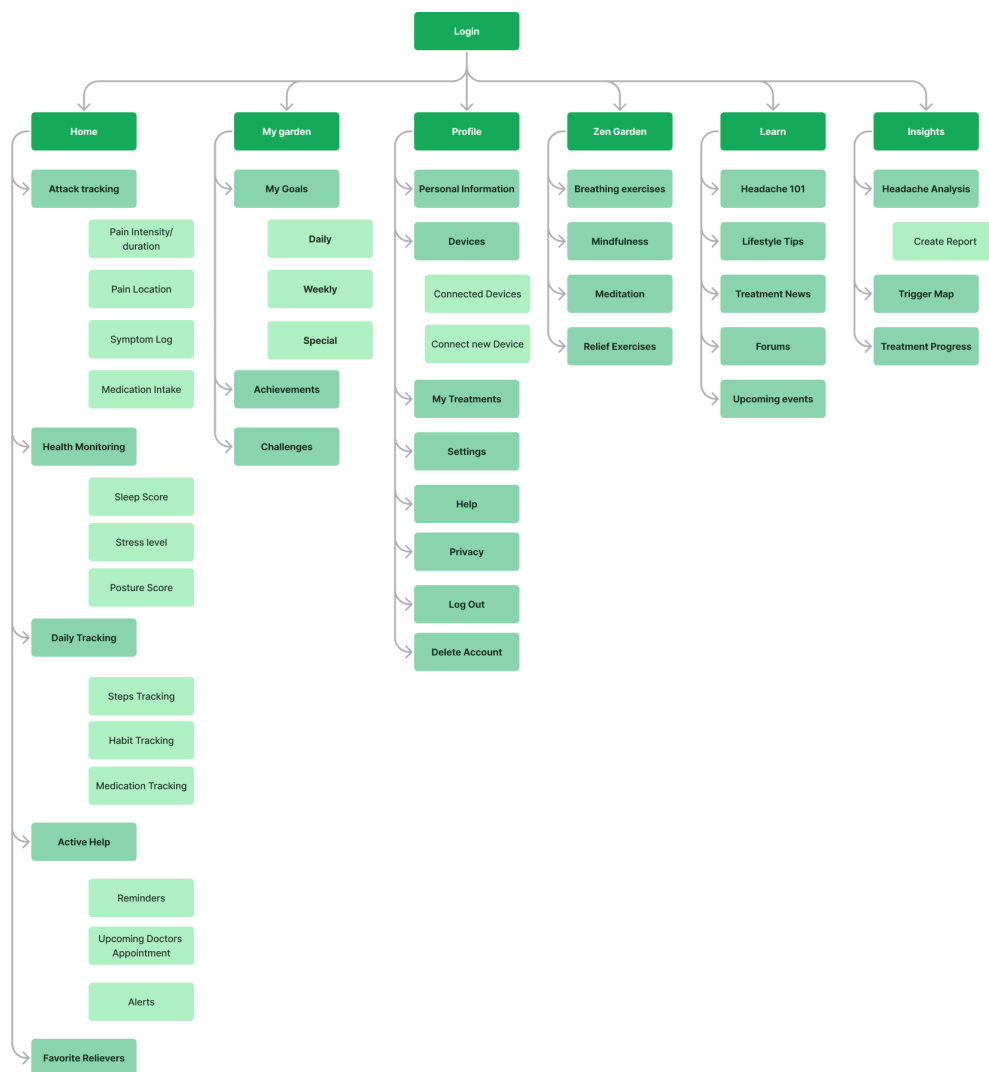 Login
Home
Attack tracking
Pain Intensity/
duration
Pain Location
Symptom Log
Medication Intake
Health Monitoring
Sleep Score
Stress level
Posture Score
Daily Tracking
Steps Tracking
Habit Tracking
Medication Tracking
Active Help
Reminders
Upcoming Doctors
Appointment
Alerts
Favorite Relievers
My garden
My Goals
Daily
Weekly
Special
Achievements
Challenges
Profile
Personal Information
Devices
Connected Devices
Connect new Device
My Treatments
Settings
Help
Privacy
Log Out
Delete Account
Zen Garden
Breathing exercises
Mindfulness
Meditation
Relief Exercises
Learn
Headache 101
Lifestyle Tips
Treatment News
Forums
Upcoming events
Insights
Headache Analysis
Create Report
Trigger Map
Treatment Progress